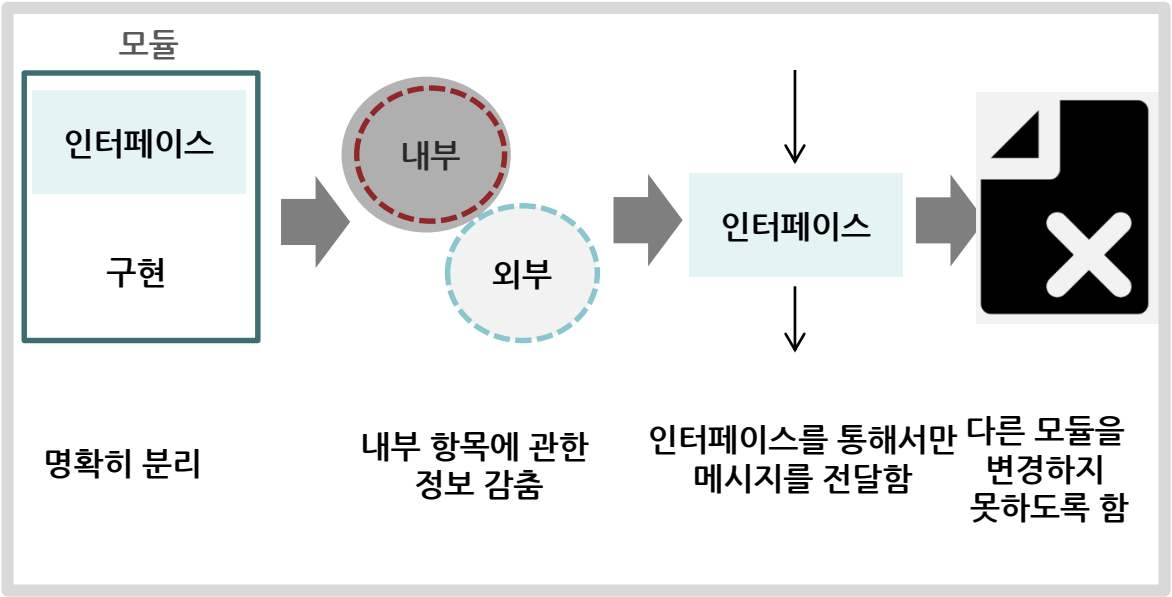 모듈
인터페이스
구현
내부
외부
인터페이스
명확히 분리
내부 항목에 관한
정보 감춤
인터페이스를 통해서만
메시지를 전달함
다른 모듈을
변경하지
못하도록 함